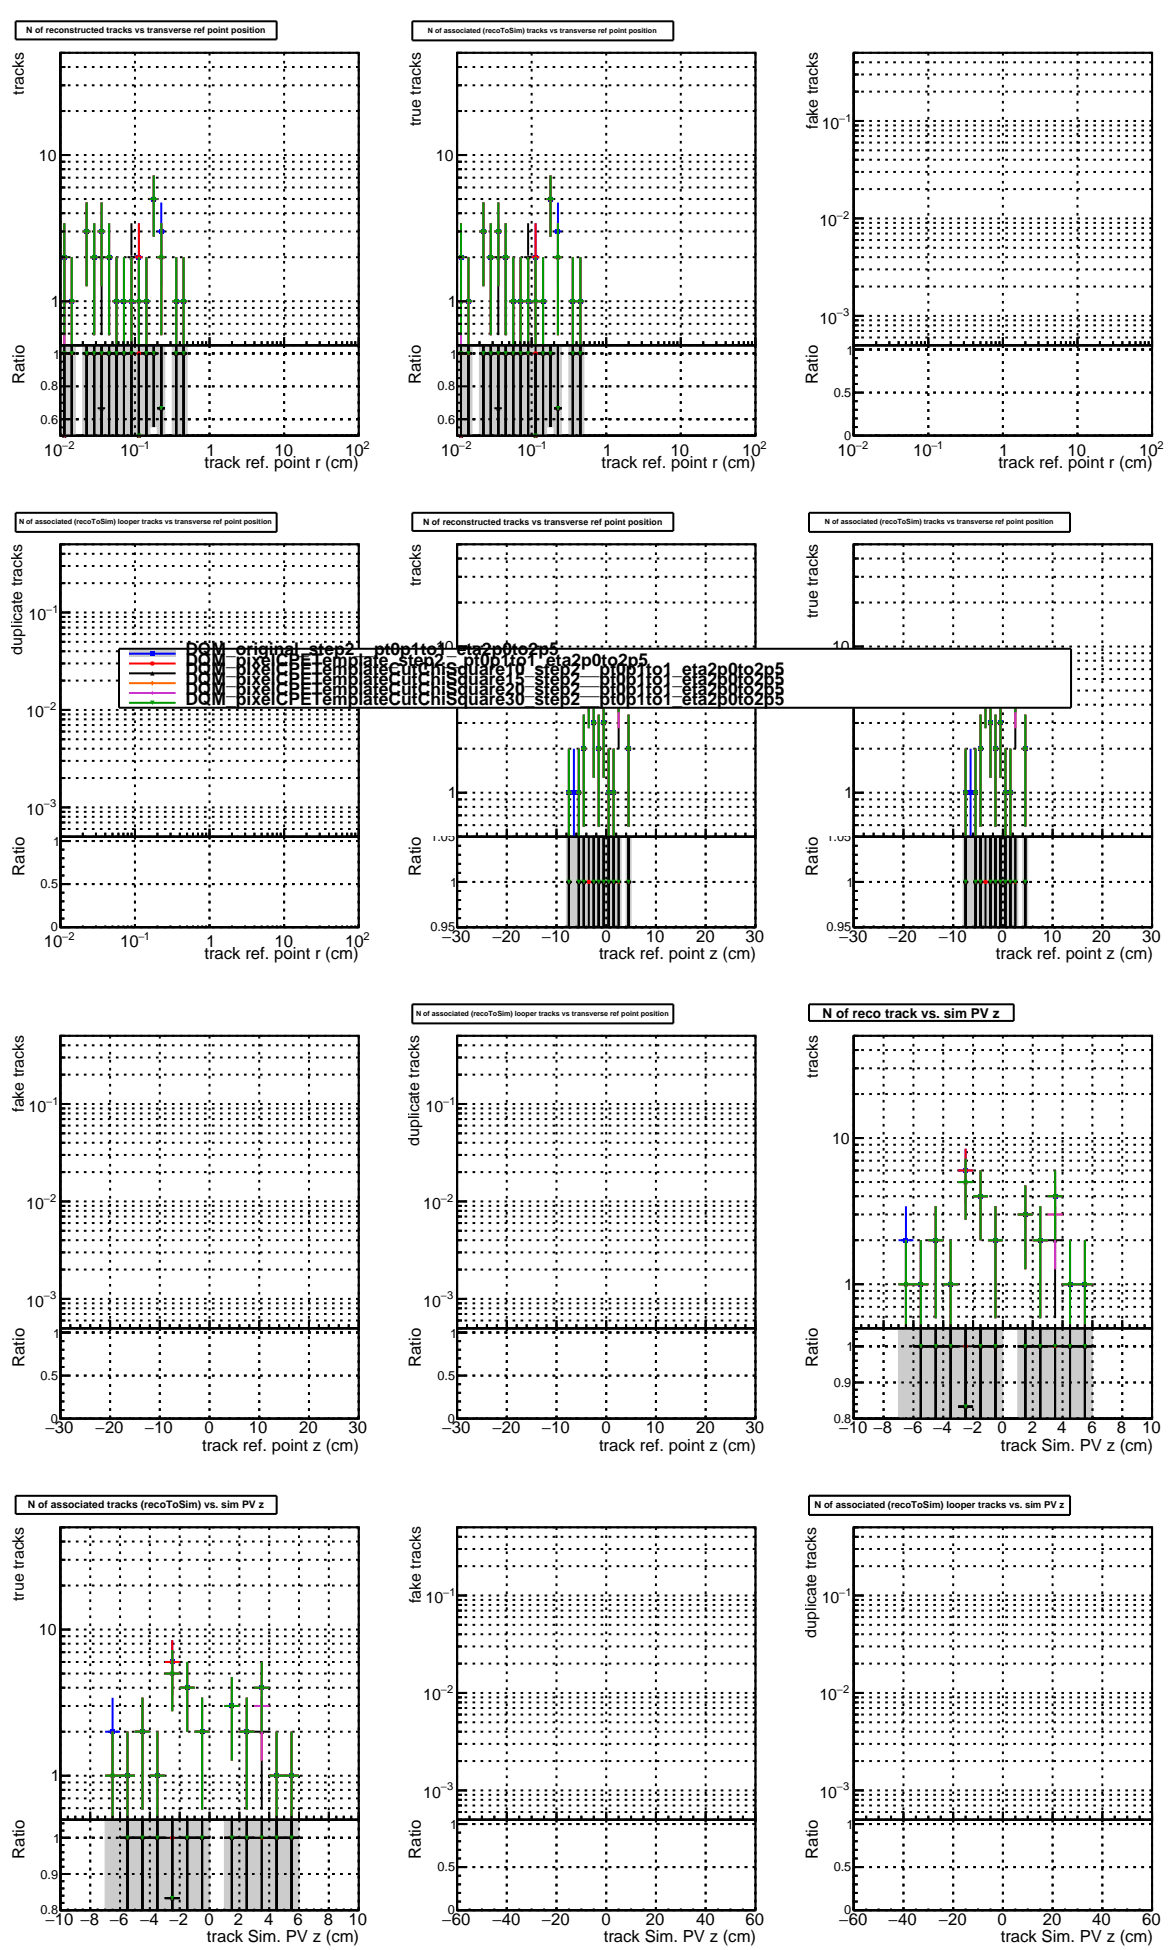 N of reconstructed tracks vs transverse ref point position
tracks
10
1
Ratio
1
0.8
0.6
10−2 10−1 1 10 102
track ref. point r (cm)
N of associated (recoToSim) tracks vs transverse ref point position
true tracks
10
1
Ratio
1
0.8
0.6
10−2 10−1 1 10 102
track ref. point r (cm)
fake tracks
10−1
10−2
10−3
Ratio
1
0.5
0
10−2 10−1 1 10 102
track ref. point r (cm)
N of associated (recoToSim) looper tracks vs transverse ref point position
duplicate tracks
10−1
10−2
10−3
Ratio
1
0.5
0
10−2 10−1 1 10 102
track ref. point r (cm)
N of reconstructed tracks vs transverse ref point position
tracks
10
1
Ratio
1.05
1
0.95
−30 −20 −10 0 10 20 30
track ref. point z (cm)
N of associated (recoToSim) tracks vs transverse ref point position
true tracks
10
1
Ratio
1.05
1
0.95
−30 −20 −10 0 10 20 30
track ref. point z (cm)
DQM_original_step2__pt0p1to1_eta2p0to2p5
DQM_pixelCPETemplate_step2__pt0p1to1_eta2p0to2p5
DQM_pixelCPETemplateCutChiSquare10_step2__pt0p1to1_eta2p0to2p5
DQM_pixelCPETemplateCutChiSquare15_step2__pt0p1to1_eta2p0to2p5
DQM_pixelCPETemplateCutChiSquare20_step2__pt0p1to1_eta2p0to2p5
DQM_pixelCPETemplateCutChiSquare30_step2__pt0p1to1_eta2p0to2p5
fake tracks
10−1
10−2
10−3
Ratio
1
0.5
0
−30 −20 −10 0 10 20 30
track ref. point z (cm)
N of associated (recoToSim) looper tracks vs transverse ref point position
duplicate tracks
10−1
10−2
10−3
Ratio
1
0.5
0
−30 −20 −10 0 10 20 30
track ref. point z (cm)
N of reco track vs. sim PV z
tracks
10
1
Ratio
1
0.9
0.8
−10 −8 −6 −4 −2 0 2 4 6 8 10
track Sim. PV z (cm)
N of associated tracks (recoToSim) vs. sim PV z
true tracks
10
1
Ratio
1
0.9
0.8
−10 −8 −6 −4 −2 0 2 4 6 8 10
track Sim. PV z (cm)
fake tracks
10−1
10−2
10−3
Ratio
1
0.5
0
−60 −40 −20 0 20 40 60
track Sim. PV z (cm)
N of associated (recoToSim) looper tracks vs. sim PV z
duplicate tracks
10−1
10−2
10−3
Ratio
1
0.5
0
−60 −40 −20 0 20 40 60
track Sim. PV z (cm)